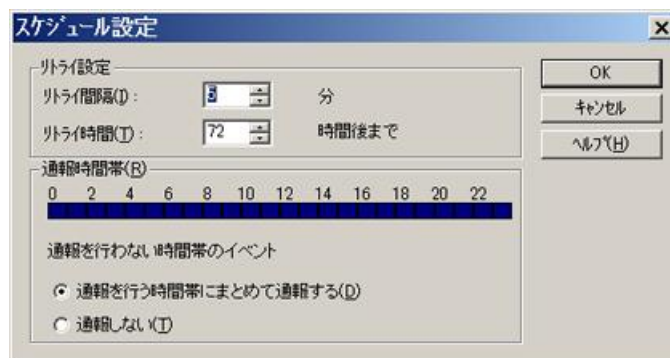 スケジュール設定
リトライ設定
リトライ間隔(I): 5 分
リトライ時間(T): 72 時間後まで
通報時間帯(R)
0 2 4 6 8 10 12 14 16 18 20 22
通報を行わない時間帯のイベント
通報を行う時間帯にまとめて通報する(D)
通報しない(T)
OK
キャンセル
ヘルプ(H)